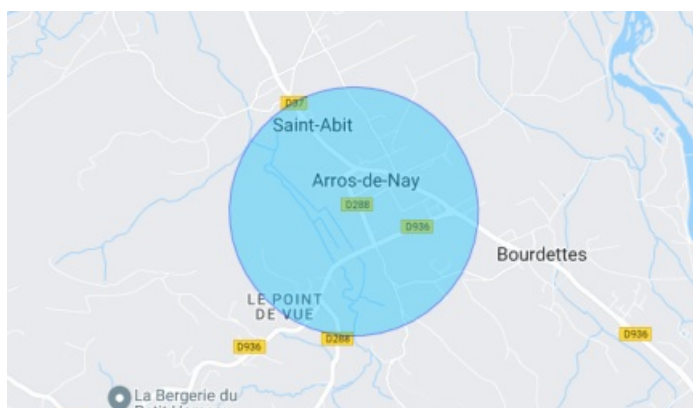 D37
Saint-Abit
Arros-de-Nay
D288
D936
Bourdettes
LE POINT
DE VUE
D288
D936
D936
La Bergerie du